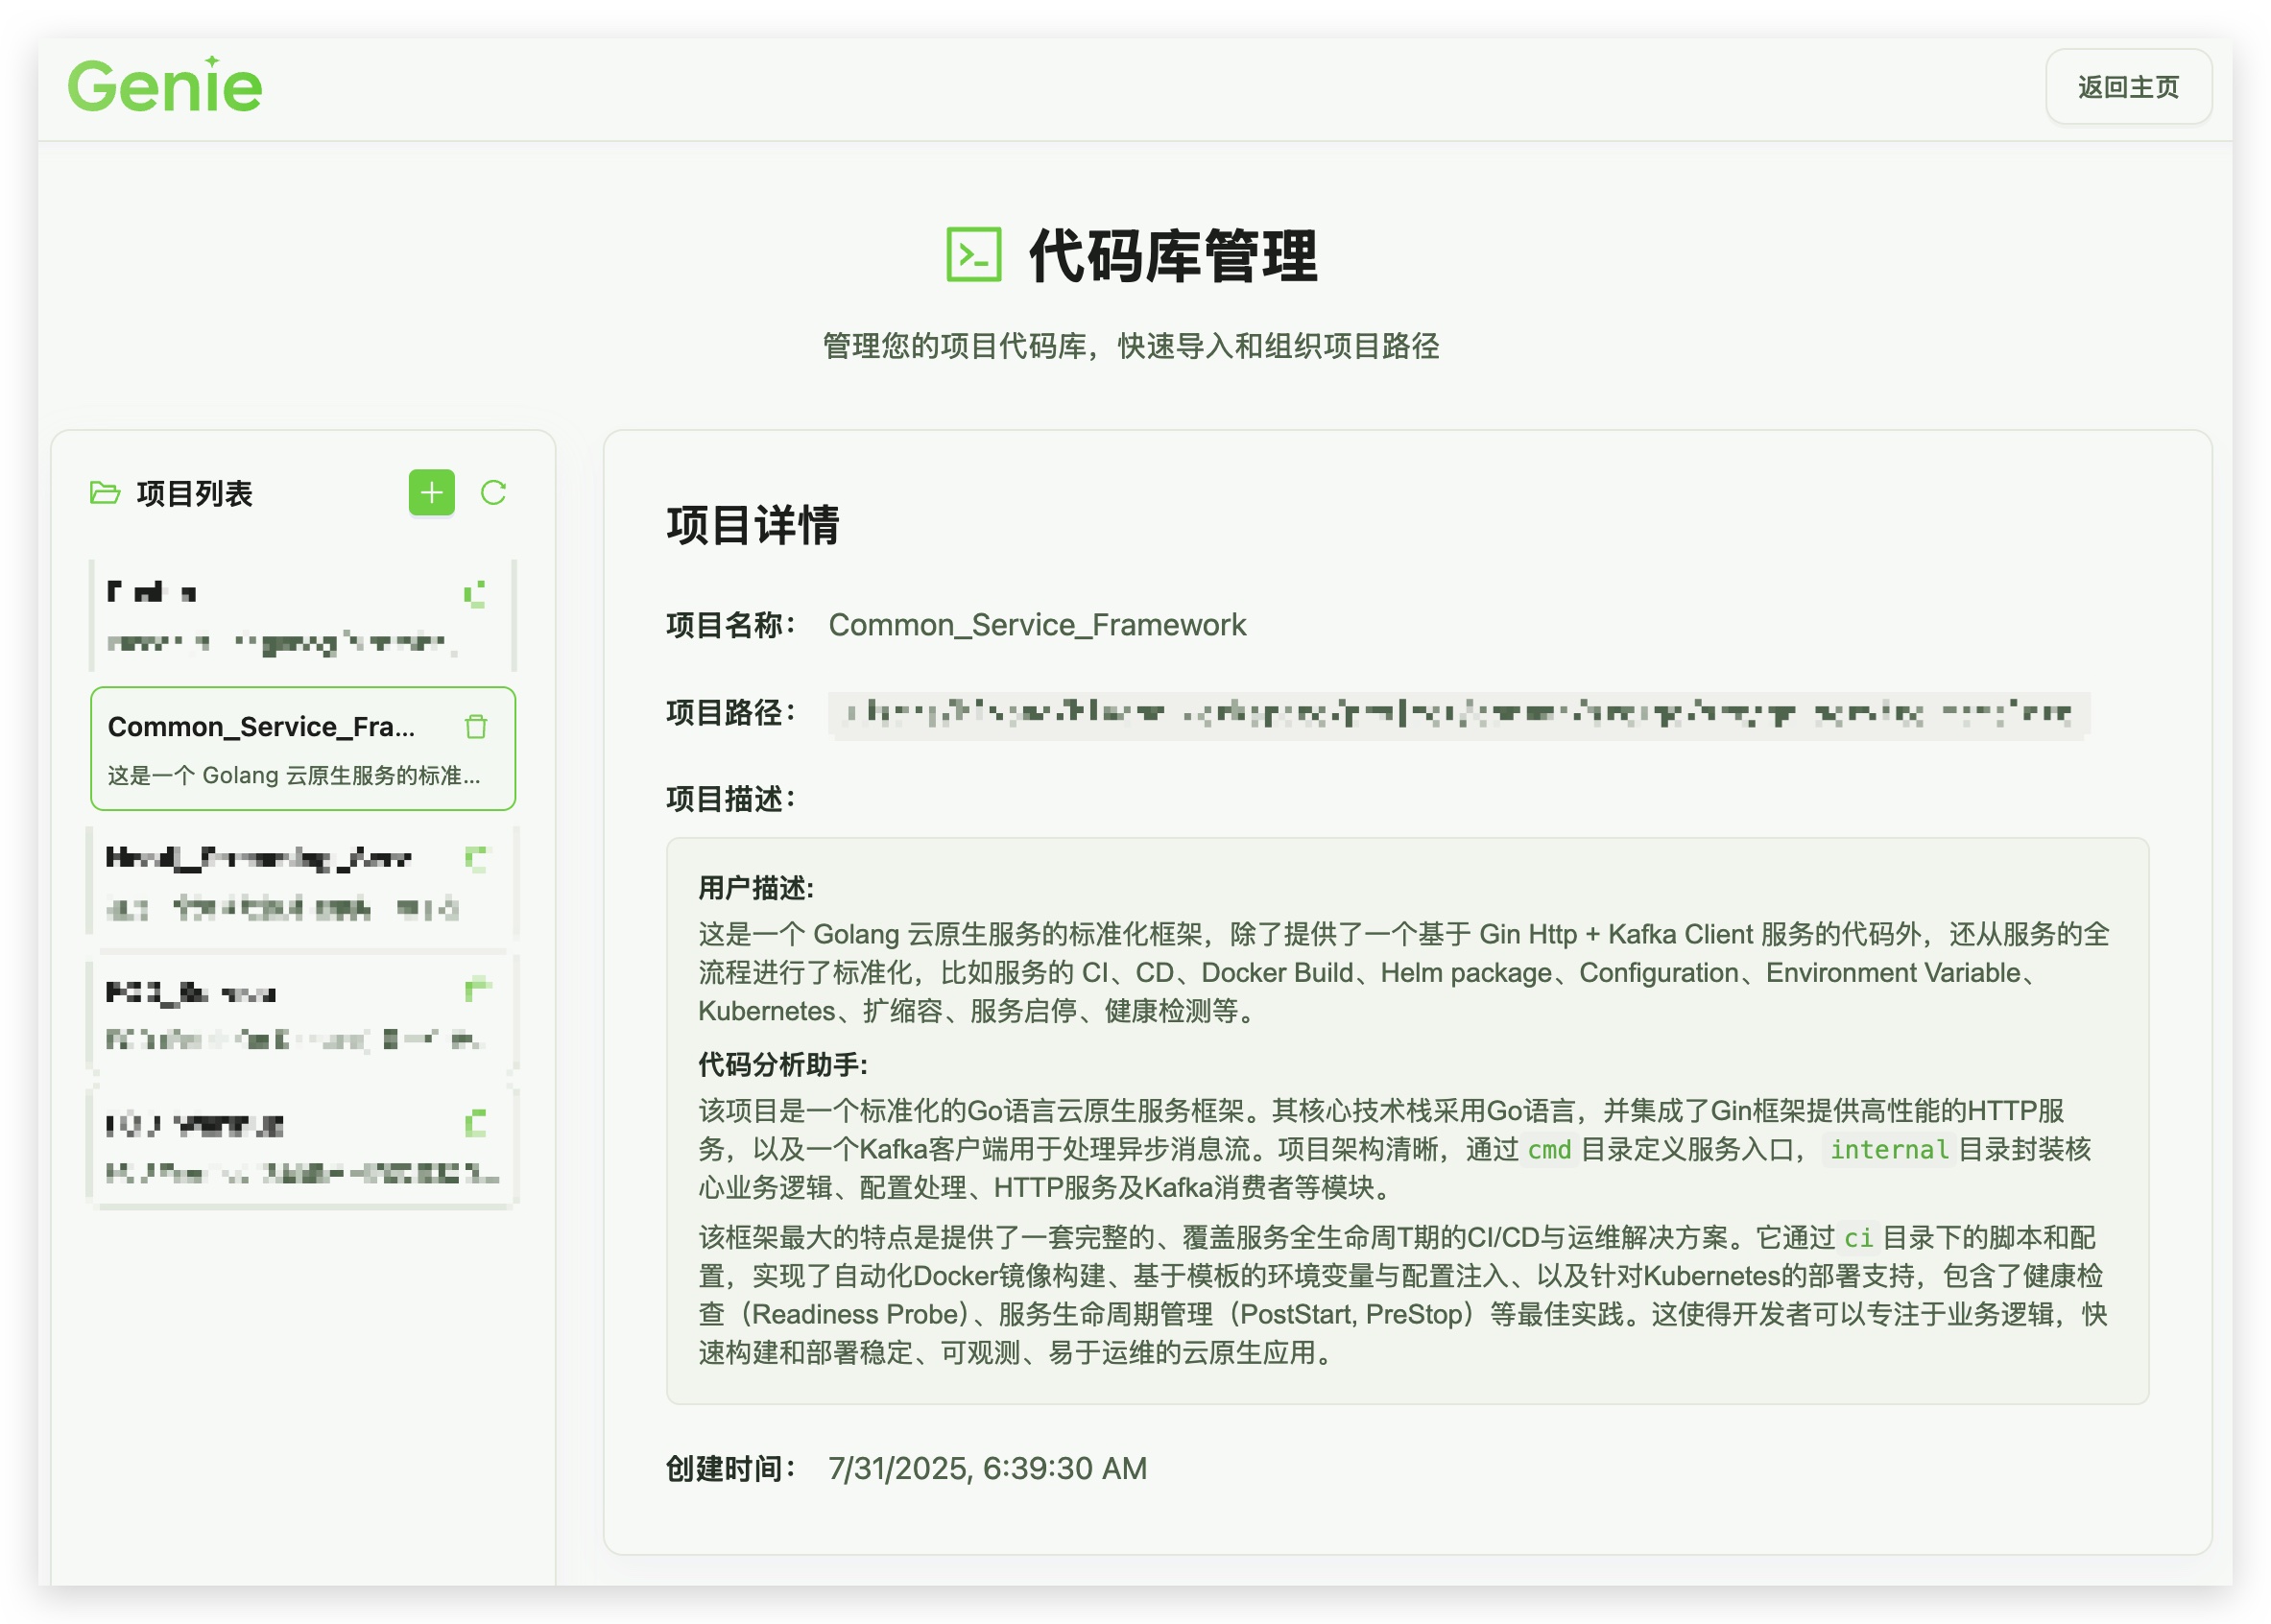 Genie
返回主页
代码库管理
管理您的项目代码库，快速导入和组织项目路径
项目列表
Common_Service_Fra...
这是一个 Golang 云原生服务的标准...
项目详情
项目名称： Common_Service_Framework
项目路径：
项目描述：
用户描述:
这是一个 Golang 云原生服务的标准化框架，除了提供了一个基于 Gin Http + Kafka Client 服务的代码外，还从服务的全
流程进行了标准化，比如服务的 CI、CD、Docker Build、Helm package、Configuration、Environment Variable、
Kubernetes、扩缩容、服务启停、健康检测等。
代码分析助手:
该项目是一个标准化的Go语言云原生服务框架。其核心技术栈采用Go语言，并集成了Gin框架提供高性能的HTTP服
务，以及一个Kafka客户端用于处理异步消息流。项目架构清晰，通过 cmd 目录定义服务入口， internal 目录封装核
心业务逻辑、配置处理、HTTP服务及Kafka消费者等模块。
该框架最大的特点是提供了一套完整的、覆盖服务全生命周T期的CI/CD与运维解决方案。它通过 ci 目录下的脚本和配
置，实现了自动化Docker镜像构建、基于模板的环境变量与配置注入、以及针对Kubernetes的部署支持，包含了健康检
查（Readiness Probe）、服务生命周期管理（PostStart, PreStop）等最佳实践。这使得开发者可以专注于业务逻辑，快
速构建和部署稳定、可观测、易于运维的云原生应用。
创建时间： 7/31/2025, 6:39:30 AM